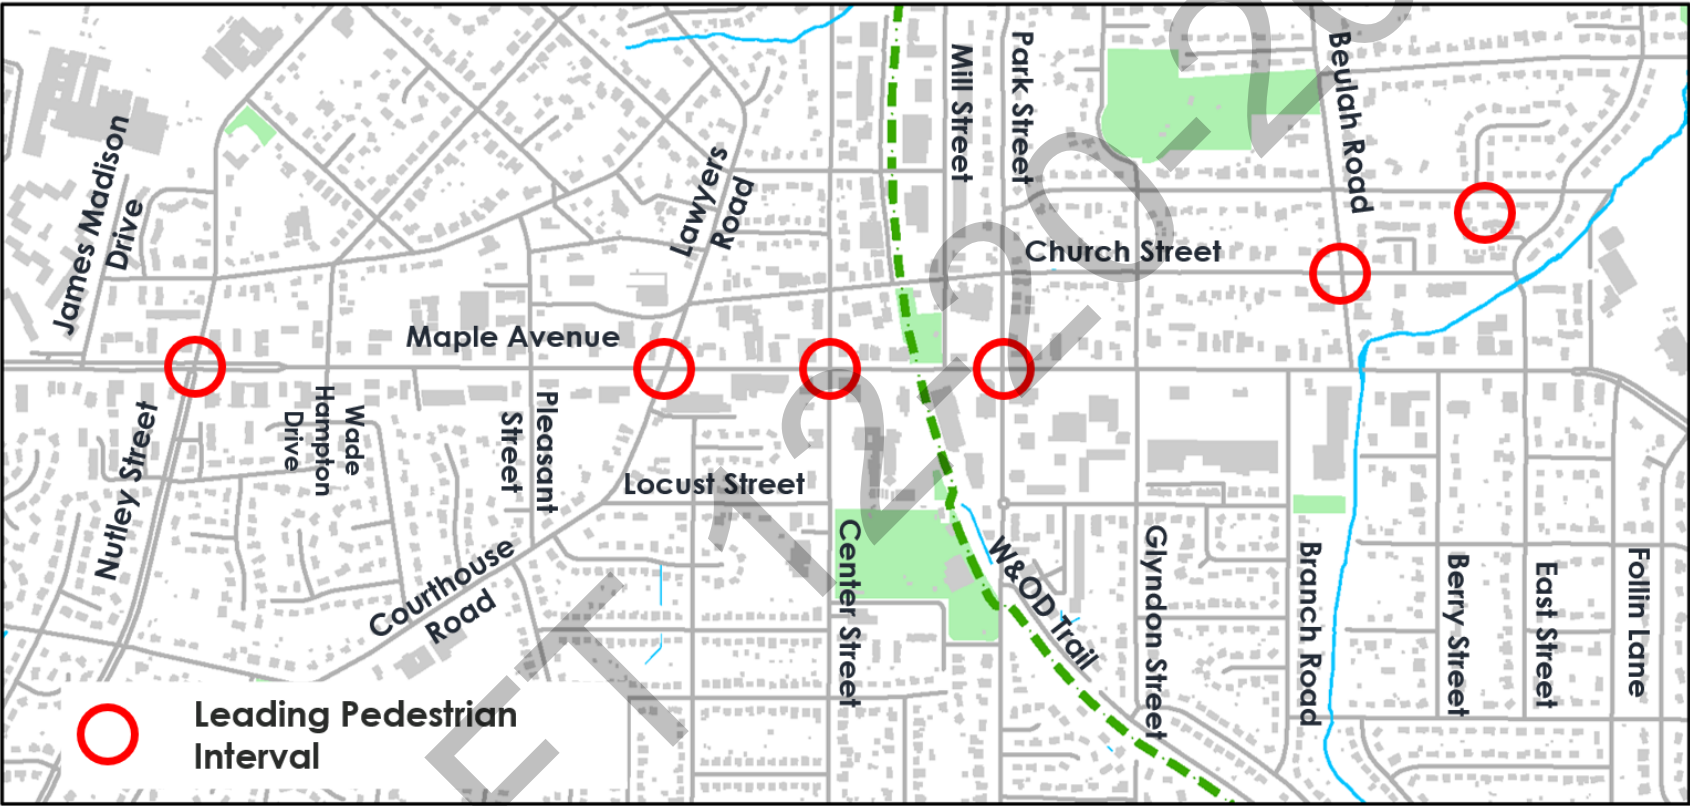 James Madison
Drive
Lawyers
Road
Mill Street
Park Street
Beulah Road
Church Street
Maple Avenue
Nutley Street
Wade
Hampton
Drive
Pleasant
Street
Locust Street
Courthouse
Road
Center Street
W&OD Trail
Glyndon Street
Branch Road
Berry Street
East Street
Follin Lane
Leading Pedestrian
Interval